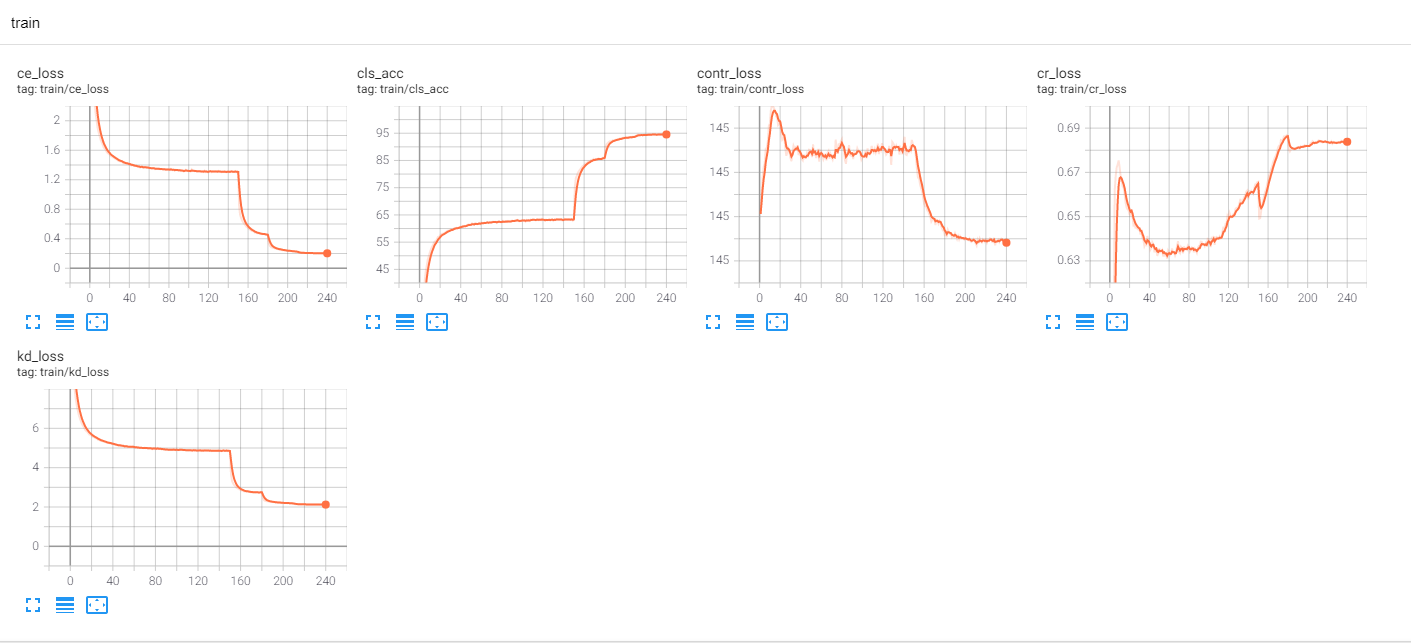 train
ce_loss
tag: train/ce_loss
2
1.6
1.2
0.8
0.4
0
0 40 80 120 160 200 240
cls_acc
tag: train/cls_acc
95
85
75
65
55
45
0 40 80 120 160 200 240
contr_loss
tag: train/contr_loss
145
145
145
145
0 40 80 120 160 200 240
cr_loss
tag: train/cr_loss
0.69
0.67
0.65
0.63
0 40 80 120 160 200 240
kd_loss
tag: train/kd_loss
6
4
2
0
0 40 80 120 160 200 240